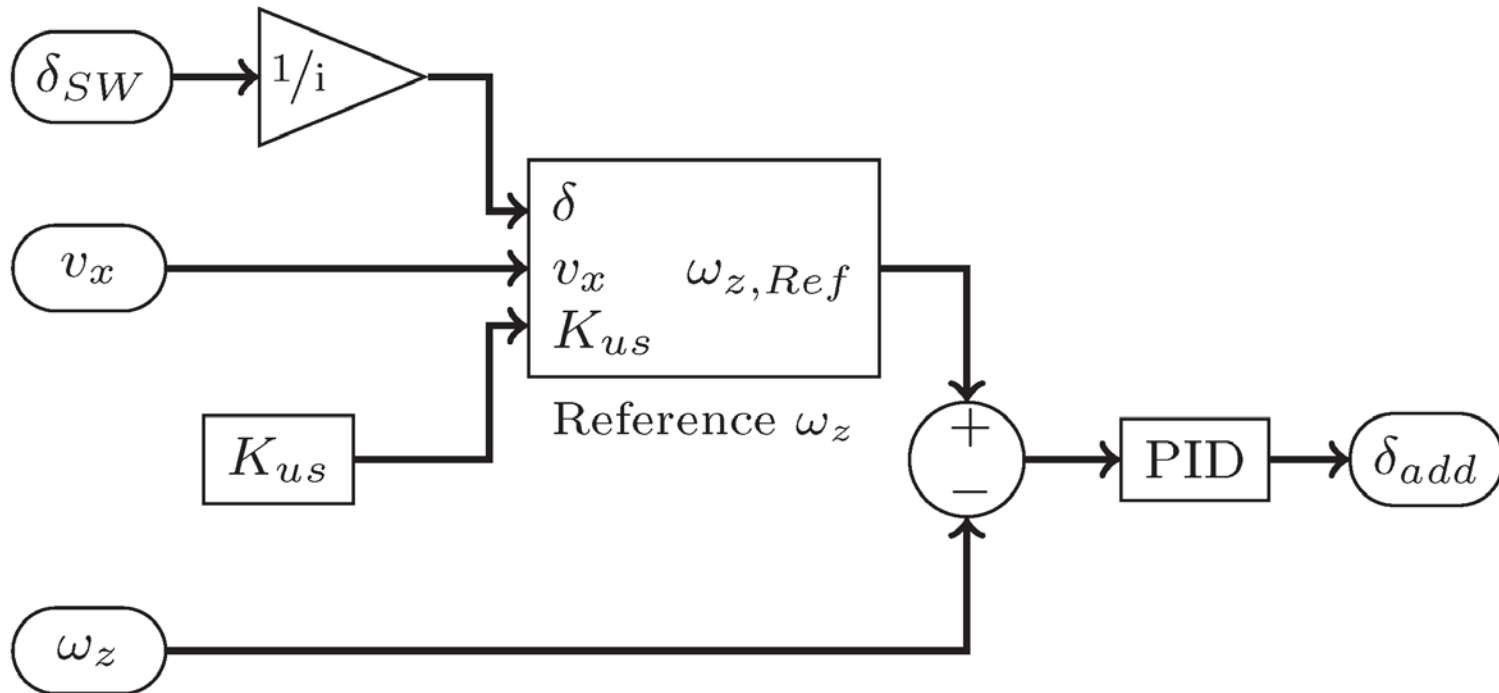 δ_SW
1/i
δ
v_x
v_x
ω_z,Ref
K_us
Reference ω_z
K_us
+
−
PID
δ_add
ω_z